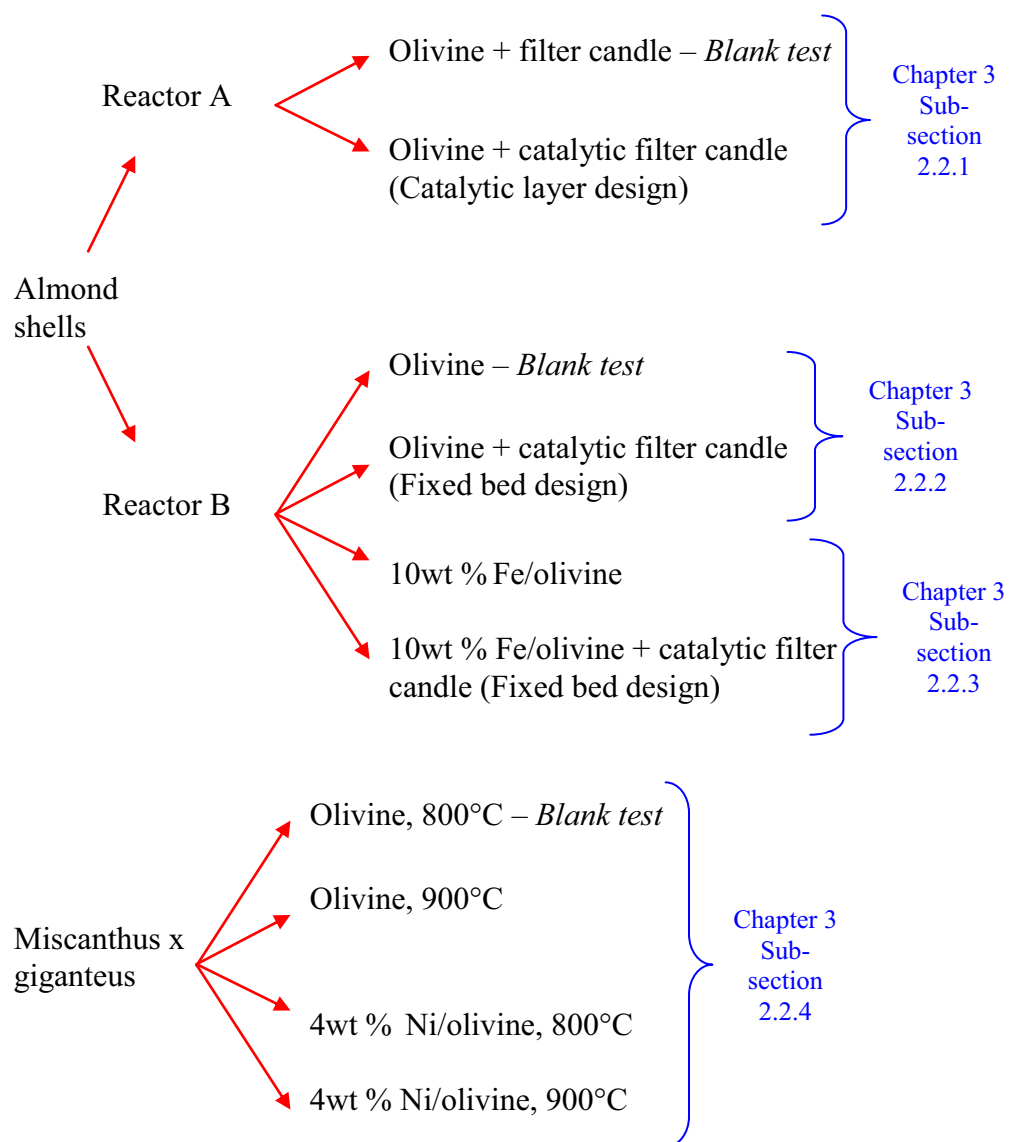 Olivine + filter candle – Blank test
Reactor A
Olivine + catalytic filter candle
(Catalytic layer design)
Chapter 3
Sub-
section
2.2.1
Almond
shells
Olivine – Blank test
Olivine + catalytic filter candle
(Fixed bed design)
Chapter 3
Sub-
section
2.2.2
Reactor B
10wt % Fe/olivine
10wt % Fe/olivine + catalytic filter
candle (Fixed bed design)
Chapter 3
Sub-
section
2.2.3
Olivine, 800°C – Blank test
Olivine, 900°C
Miscanthus x
giganteus
4wt % Ni/olivine, 800°C
4wt % Ni/olivine, 900°C
Chapter 3
Sub-
section
2.2.4